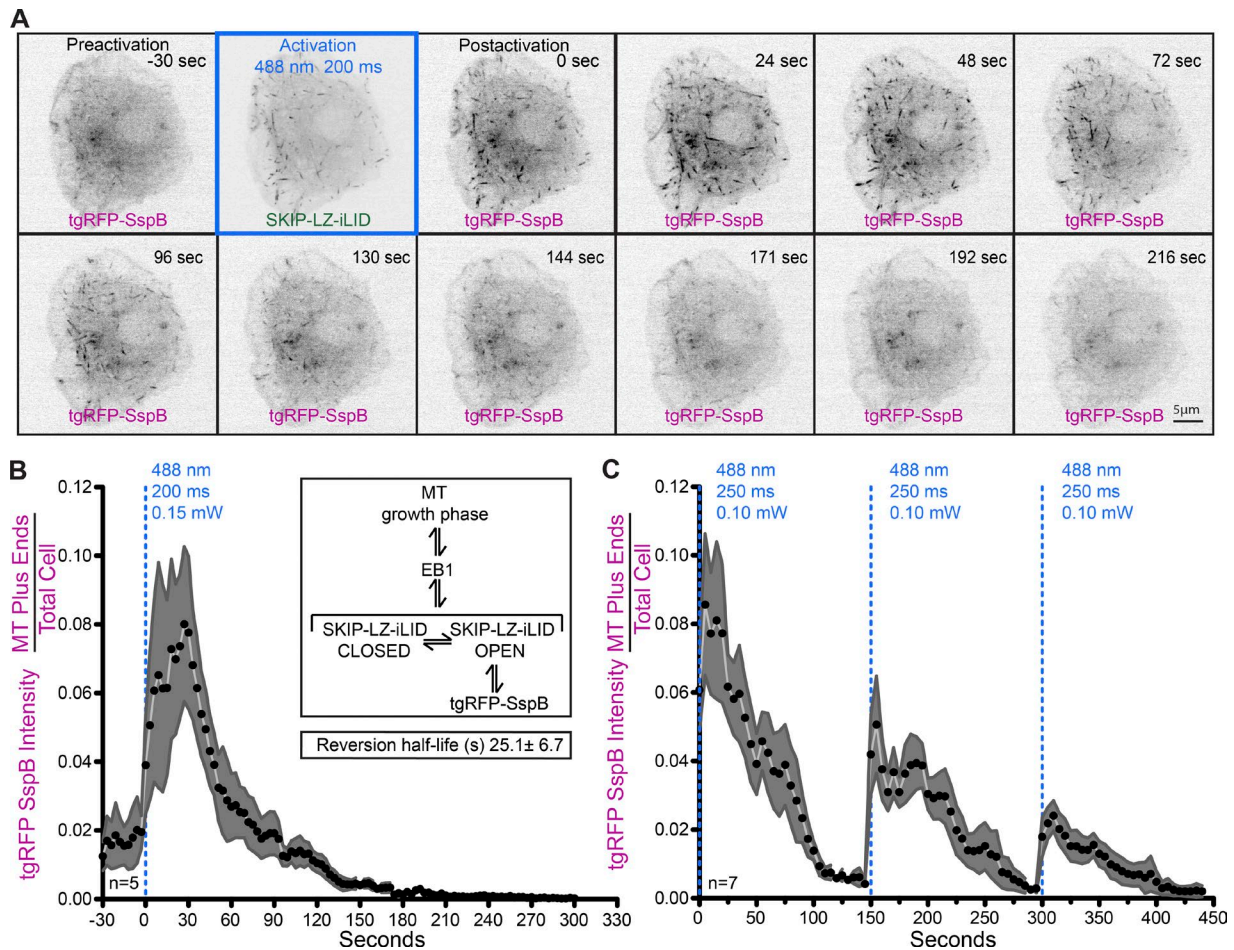 A
Preactivation
-30 sec
tgRFP-SspB
Activation
488 nm 200 ms
SKIP-LZ-iLID
Postactivation
0 sec
tgRFP-SspB
24 sec
tgRFP-SspB
48 sec
tgRFP-SspB
72 sec
tgRFP-SspB
96 sec
tgRFP-SspB
130 sec
tgRFP-SspB
144 sec
tgRFP-SspB
171 sec
tgRFP-SspB
192 sec
tgRFP-SspB
216 sec
5µm
tgRFP-SspB
B
488 nm
200 ms
0.15 mW
tgRFP SspB Intensity
MT Plus Ends
Total Cell
0.12
0.10
0.08
0.06
0.04
0.02
0.00
n=5
-30 0 30 60 90 120 150 180 210 240 270 300 330
Seconds
MT
growth phase
EB1
SKIP-LZ-iLID SKIP-LZ-iLID
CLOSED OPEN
tgRFP-SspB
Reversion half-life (s) 25.1± 6.7
C
488 nm
250 ms
0.10 mW
488 nm
250 ms
0.10 mW
488 nm
250 ms
0.10 mW
tgRFP SspB Intensity
MT Plus Ends
Total Cell
0.12
0.10
0.08
0.06
0.04
0.02
0.00
n=7
0 50 100 150 200 250 300 350 400 450
Seconds